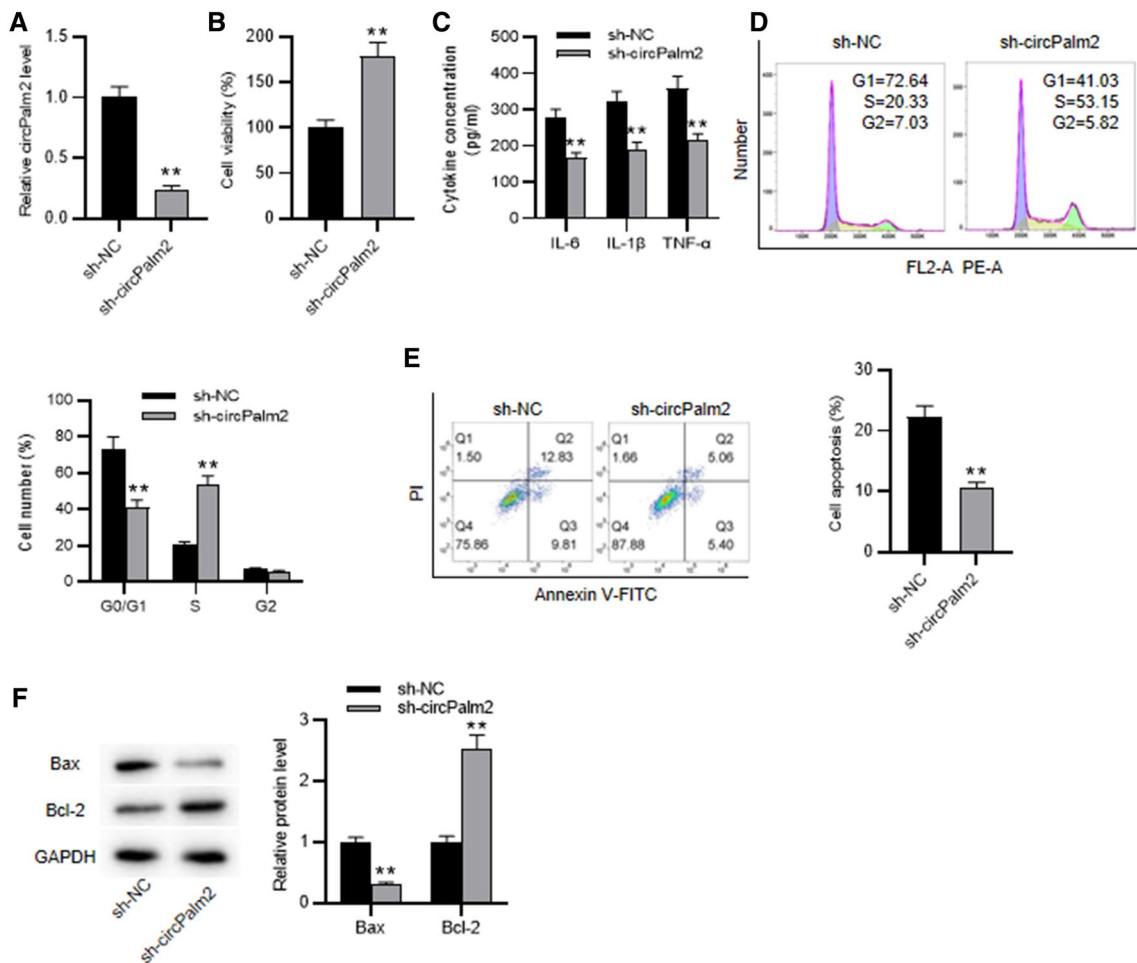 A
Relative circPalm2 level
1.5
1.0
0.5
0.0
sh-NC
sh-circPalm2
**
B
Cell viability (%)
200
150
100
50
0
sh-NC
sh-circPalm2
**
C
sh-NC
sh-circPalm2
Cytokine concentration
(pg/ml)
500
400
300
200
100
0
** ** **
IL-6 IL-1β TNF-α
D
sh-NC sh-circPalm2
Number
G1=72.64
S=20.33
G2=7.03
G1=41.03
S=53.15
G2=5.82
FL2-A PE-A
sh-NC
sh-circPalm2
Cell number (%)
100
80
60
40
20
0
** **
G0/G1 S G2
E
sh-NC sh-circPalm2
PI
Q1
1.50
Q2
12.83
Q4
75.86
Q3
9.81
Q1
1.66
Q2
5.06
Q4
87.88
Q3
5.40
Annexin V-FITC
Cell apoptosis (%)
30
20
10
0
**
sh-NC
sh-circPalm2
F
Bax
Bcl-2
GAPDH
sh-NC
sh-circPalm2
sh-NC
sh-circPalm2
Relative protein level
3
2
1
0
** **
Bax Bcl-2